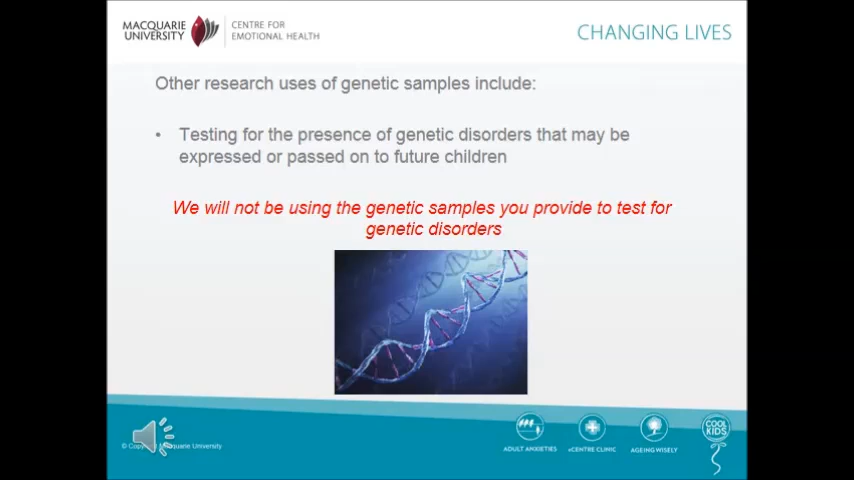 MACQUARIE
UNIVERSITY
CENTRE FOR
EMOTIONAL HEALTH
CHANGING LIVES
Other research uses of genetic samples include:
• Testing for the presence of genetic disorders that may be
expressed or passed on to future children
We will not be using the genetic samples you provide to test for
genetic disorders
© Copyright Macquarie University
ADULT ANXIETIES
eCENTRE CLINIC
AGEING WISELY
COOL
KIDS